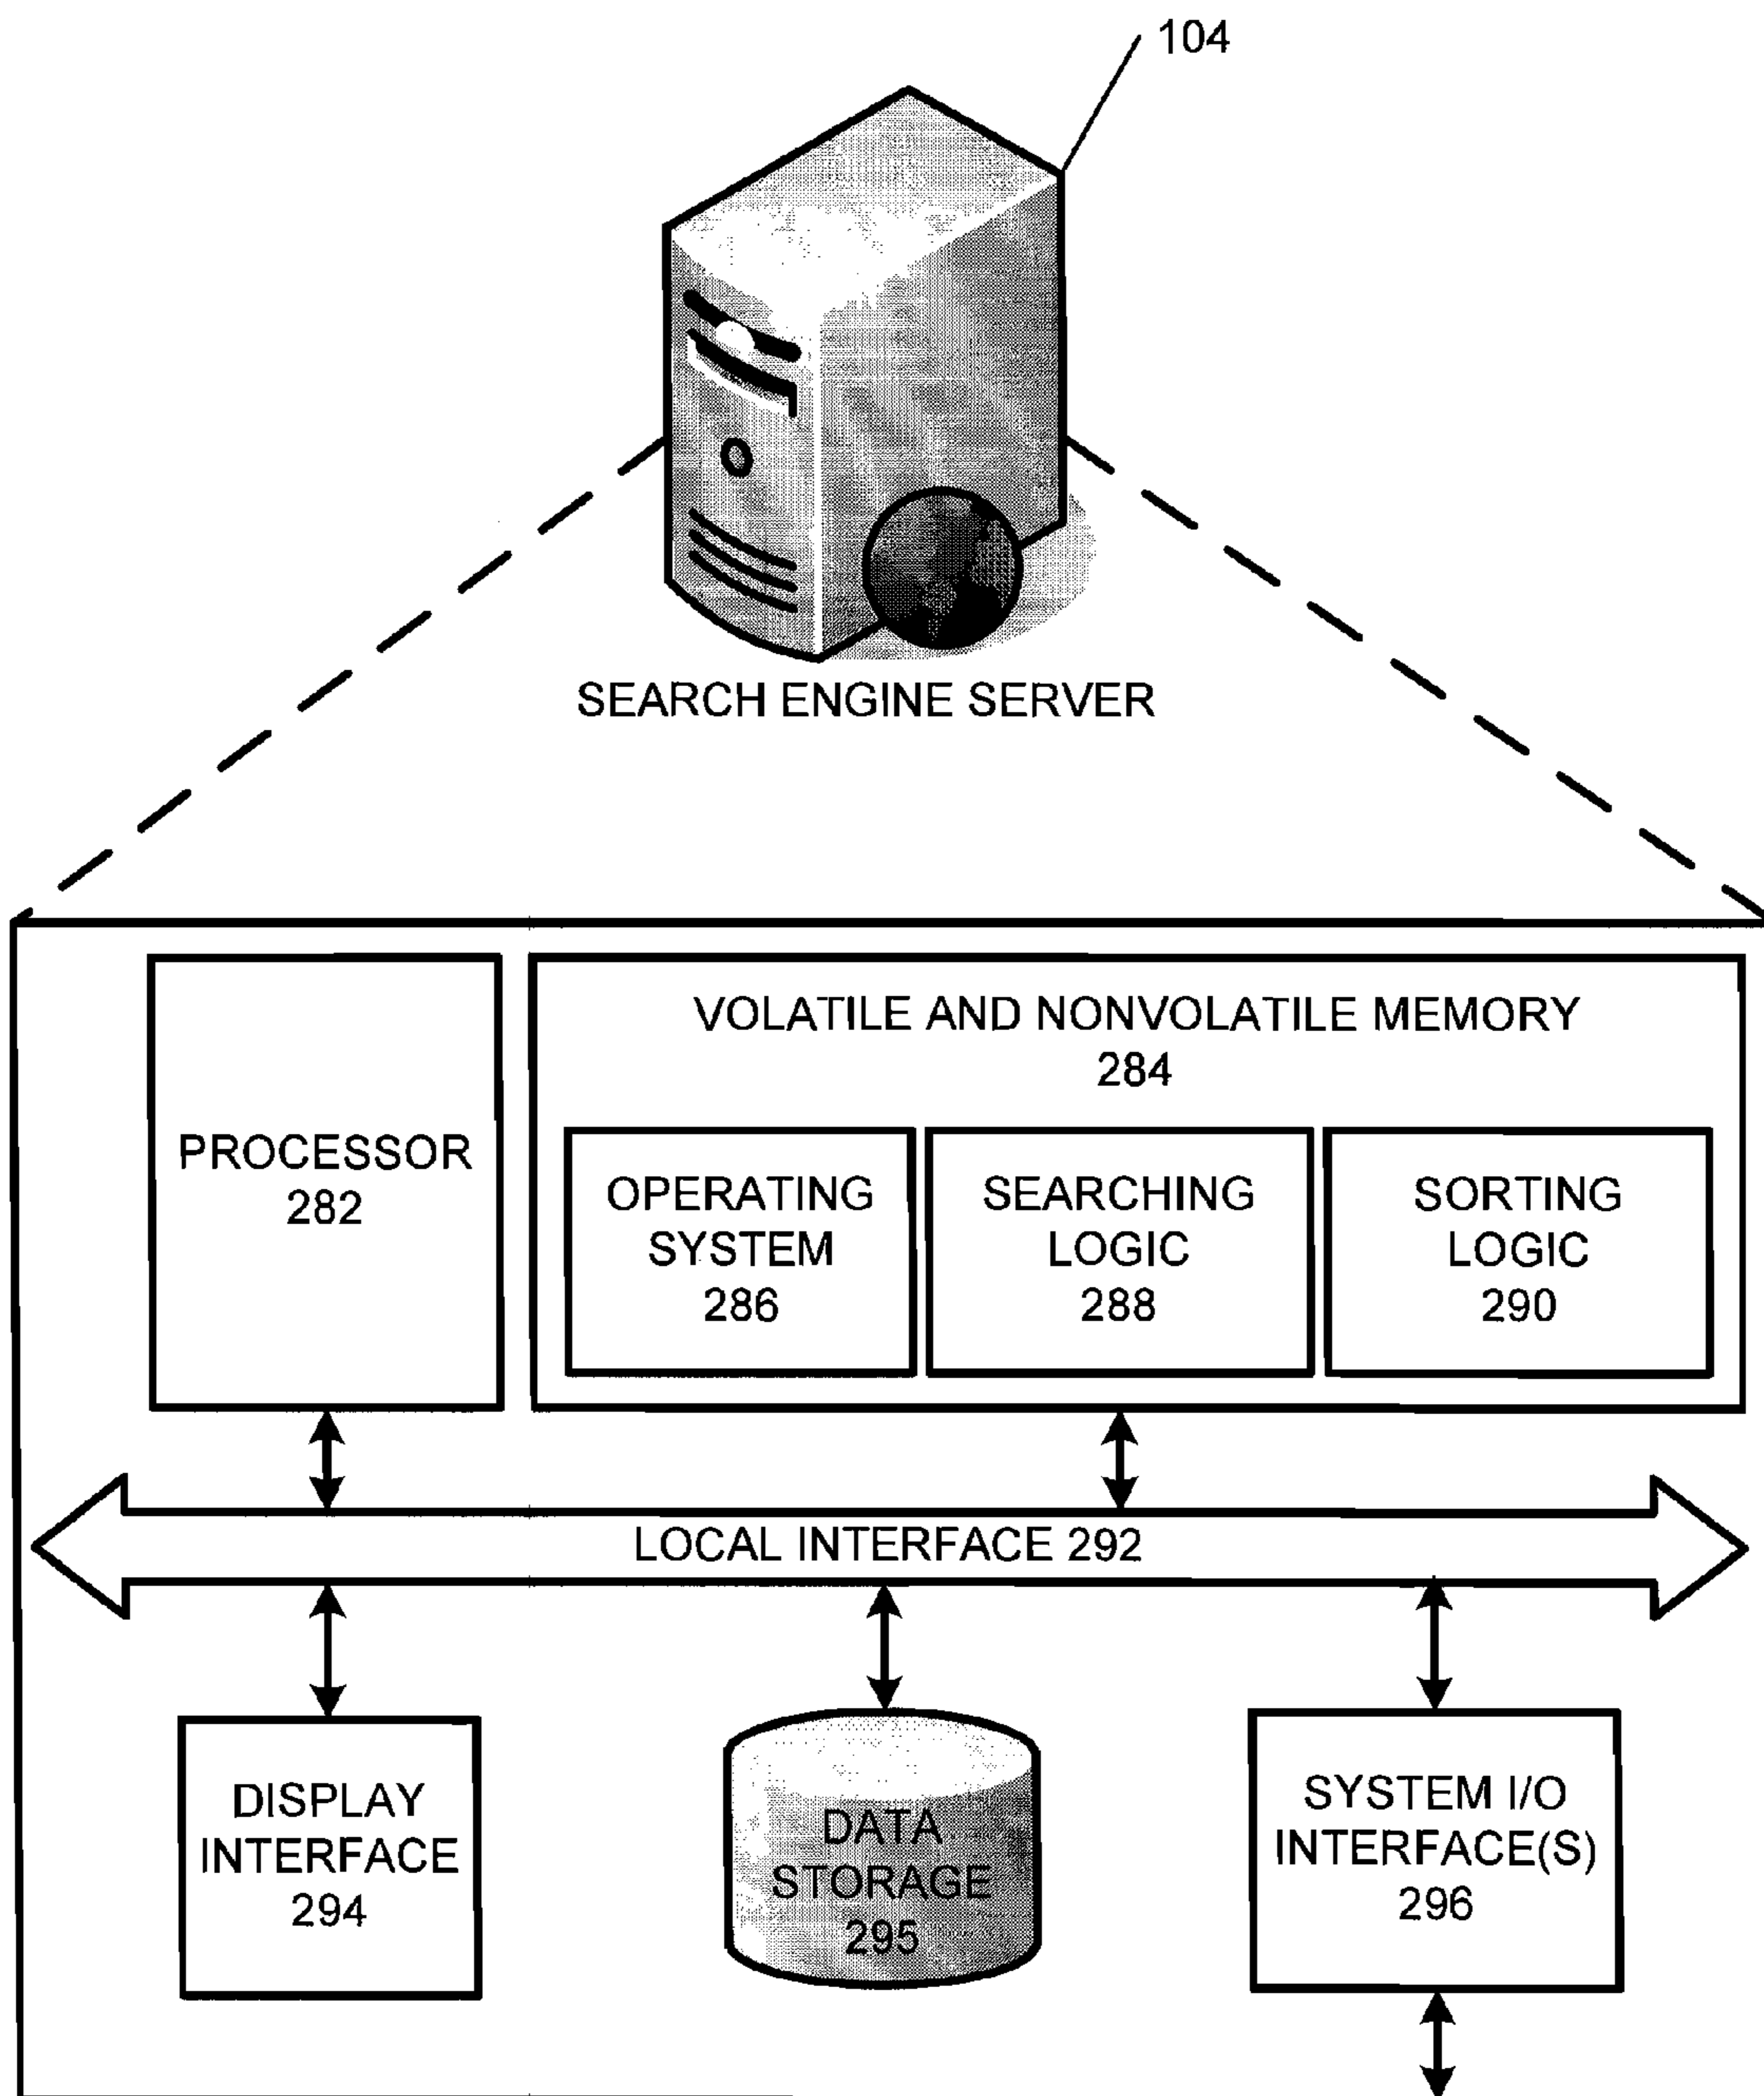 104
SEARCH ENGINE SERVER
VOLATILE AND NONVOLATILE MEMORY
284
PROCESSOR
282
OPERATING
SYSTEM
286
SEARCHING
LOGIC
288
SORTING
LOGIC
290
LOCAL INTERFACE 292
DISPLAY
INTERFACE
294
DATA
STORAGE
295
SYSTEM I/O
INTERFACE(S)
296